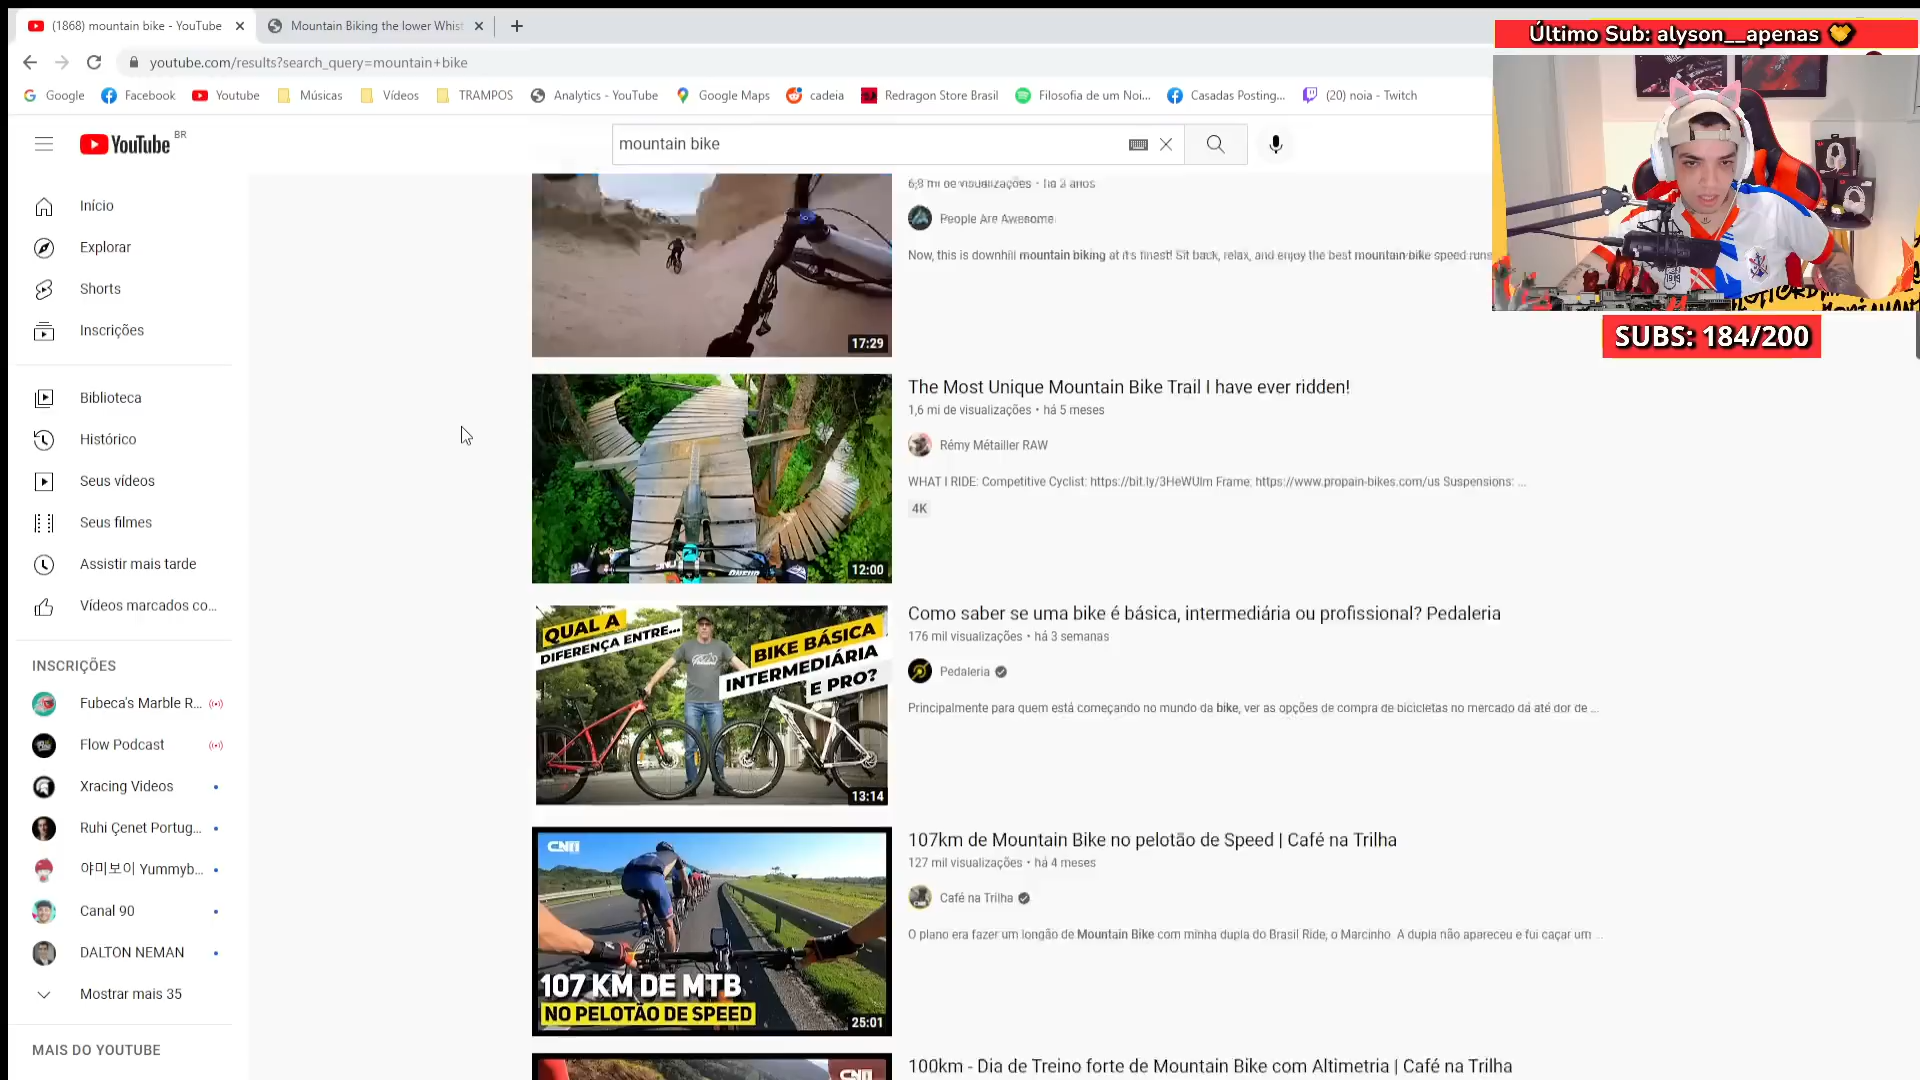 (1868) mountain bike - YouTube
Mountain Biking the lower Whist
Último Sub: alyson__apenas
youtube.com/results?search_query=mountain+bike
Google
Facebook
Youtube
Músicas
Vídeos
TRAMPOS
Analytics - YouTube
Google Maps
cadeia
Redragon Store Brasil
Filosofia de um Noi...
Casadas Posting...
(20) noia - Twitch
YouTube BR
mountain bike
SUBS: 184/200
Início
Explorar
Shorts
Inscrições
Biblioteca
Histórico
Seus vídeos
Seus filmes
Assistir mais tarde
Vídeos marcados co...
INSCRIÇÕES
Fubeca's Marble R...
Flow Podcast
Xracing Videos
Ruhi Çenet Portug...
야미보이 Yummyb...
Canal 90
DALTON NEMAN
Mostrar mais 35
MAIS DO YOUTUBE
mi de visualizações • há anos
People Are Awesome
Now, this is downhill mountain biking at it's finest! Sit back, relax, and enjoy the best mountain bike speed runs
17:29
The Most Unique Mountain Bike Trail I have ever ridden!
1,6 mi de visualizações • há 5 meses
Rémy Métailler RAW
WHAT I RIDE: Competitive Cyclist: https://bit.ly/3HeWUlm Frame: https://www.propain-bikes.com/us Suspensions: ...
4K
12:00
QUAL A
DIFERENÇA ENTRE...
BIKE BÁSICA
INTERMEDIÁRIA
E PRO?
13:14
Como saber se uma bike é básica, intermediária ou profissional? Pedaleria
176 mil visualizações • há 3 semanas
Pedaleria
Principalmente para quem está começando no mundo da bike, ver as opções de compra de bicicletas no mercado dá até dor de ...
107 KM DE MTB
NO PELOTÃO DE SPEED
25:01
107km de Mountain Bike no pelotão de Speed | Café na Trilha
127 mil visualizações • há 4 meses
Café na Trilha
O plano era fazer um longão de Mountain Bike com minha dupla do Brasil Ride, o Marcinho. A dupla não apareceu e fui caçar um ...
100km - Dia de Treino forte de Mountain Bike com Altimetria | Café na Trilha